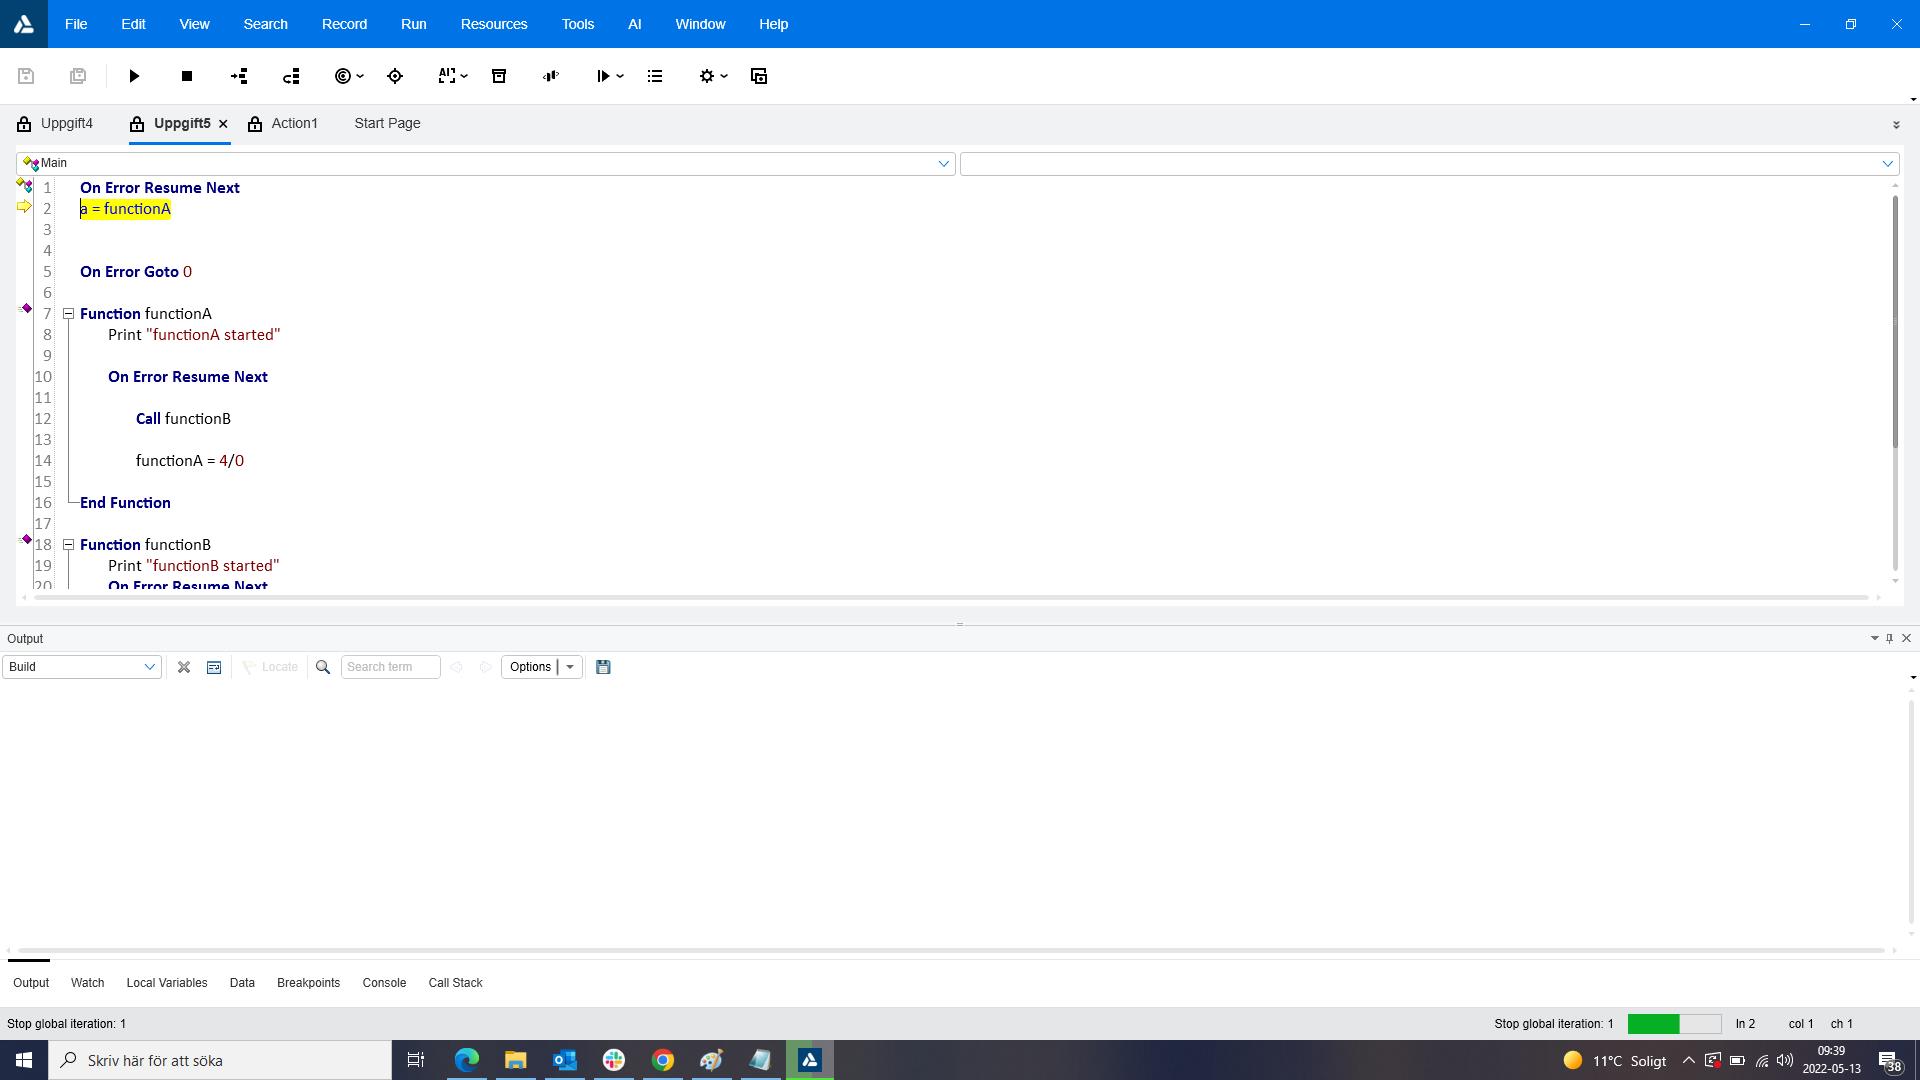 File Edit View Search Record Run Resources Tools AI Window Help
Uppgift4 Uppgift5 Action1 Start Page
Main
1 On Error Resume Next
2 a = functionA
3
4
5 On Error Goto 0
6
7 Function functionA
8 Print "functionA started"
9
10 On Error Resume Next
11
12 Call functionB
13
14 functionA = 4/0
15
16 End Function
17
18 Function functionB
19 Print "functionB started"
20 On Error Resume Next
Output
Build Locate Search term Options
Output Watch Local Variables Data Breakpoints Console Call Stack
Stop global iteration: 1 Stop global iteration: 1 ln 2 col 1 ch 1
Skriv här för att söka 11°C Soligt 09:39
2022-05-13 38